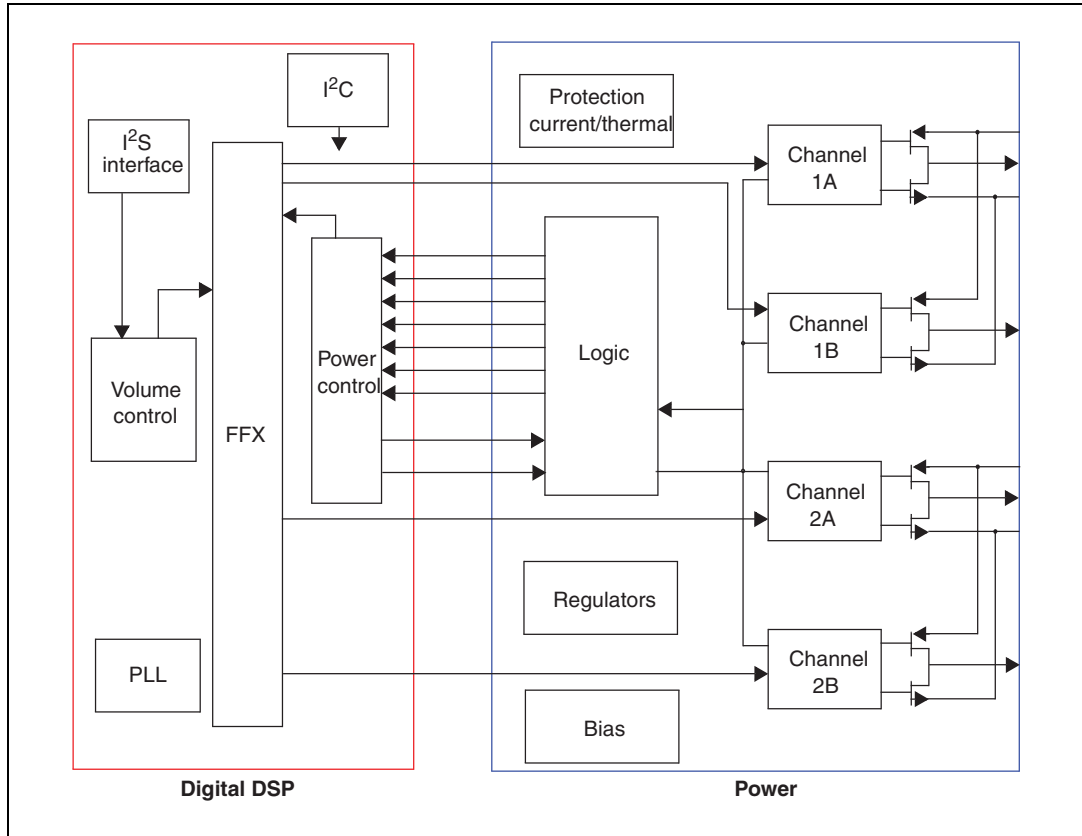 I²C
I²S
interface
Volume
control
PLL
FFX
Power
control
Digital DSP
Protection
current/thermal
Logic
Regulators
Bias
Channel
1A
Channel
1B
Channel
2A
Channel
2B
Power